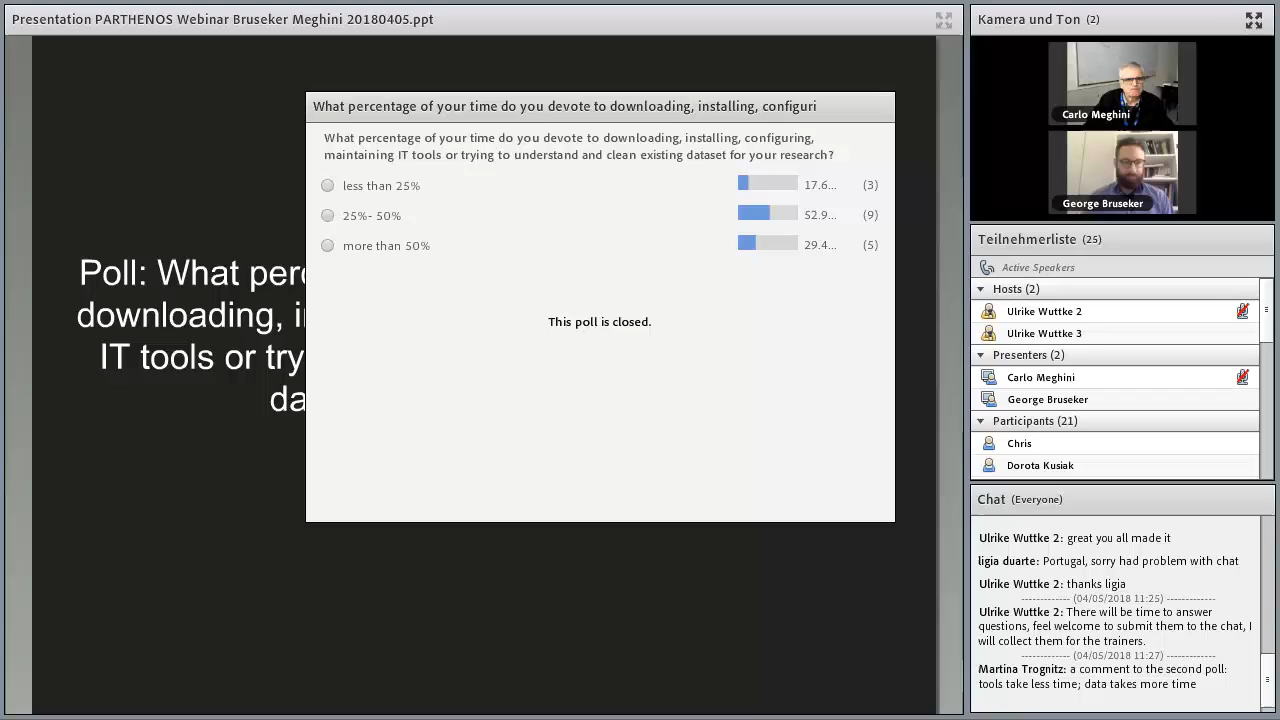 Presentation PARTHENOS Webinar Bruseker Meghini 20180405.ppt
Poll: What perc
downloading, i
IT tools or try
da
What percentage of your time do you devote to downloading, installing, configuri
What percentage of your time do you devote to downloading, installing, configuring,
maintaining IT tools or trying to understand and clean existing dataset for your research?
less than 25% 17.6... (3)
25%- 50% 52.9... (9)
more than 50% 29.4... (5)
This poll is closed.
Kamera und Ton (2)
Carlo Meghini
George Bruseker
Teilnehmerliste (25)
Active Speakers
Hosts (2)
Ulrike Wuttke 2
Ulrike Wuttke 3
Presenters (2)
Carlo Meghini
George Bruseker
Participants (21)
Chris
Dorota Kusiak
Chat (Everyone)
Ulrike Wuttke 2: great you all made it
ligia duarte: Portugal, sorry had problem with chat
Ulrike Wuttke 2: thanks ligia
------------- (04/05/2018 11:25) -------------
Ulrike Wuttke 2: There will be time to answer
questions, feel welcome to submit them to the chat, I
will collect them for the trainers.
------------- (04/05/2018 11:27) -------------
Martina Trognitz: a comment to the second poll:
tools take less time; data takes more time